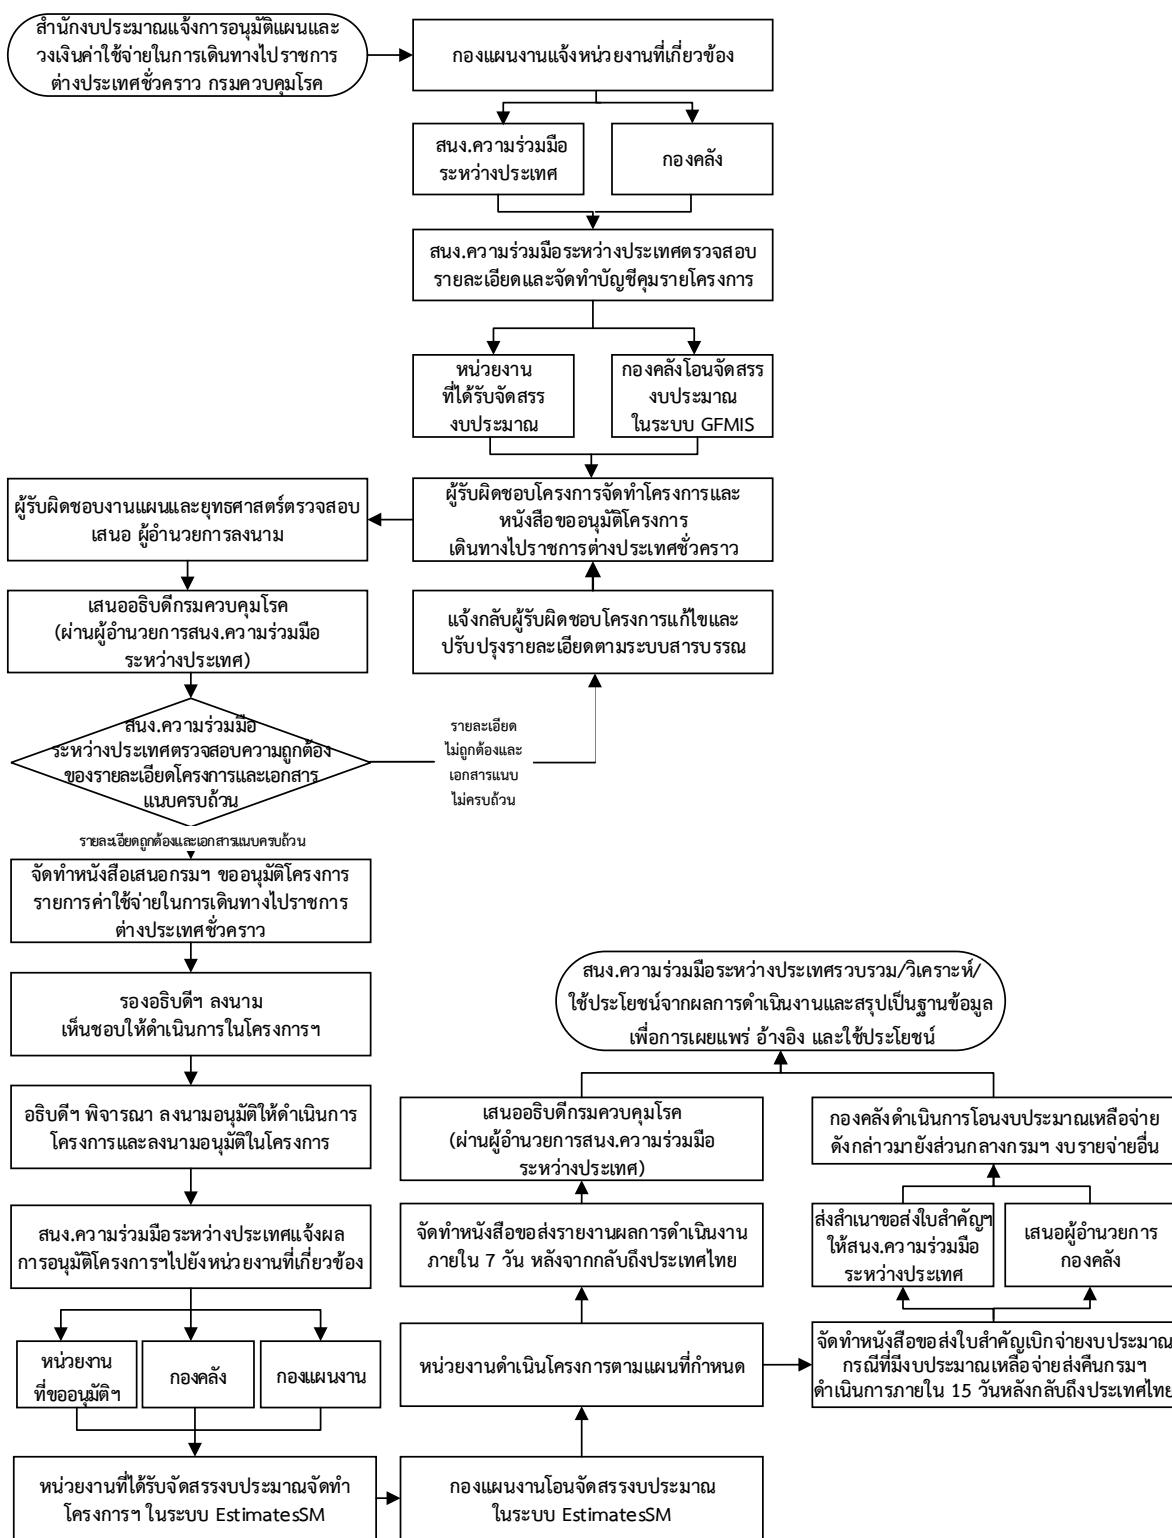 สำนักงบประมาณแจ้งการอนุมัติแผนและ
วงเงินค่าใช้จ่ายในการเดินทางไปราชการ
ต่างประเทศชั่วคราว กรมควบคุมโรค
กองแผนงานแจ้งหน่วยงานที่เกี่ยวข้อง
สนง.ความร่วมมือ
ระหว่างประเทศ
กองคลัง
สนง.ความร่วมมือระหว่างประเทศตรวจสอบ
รายละเอียดและจัดทำบัญชีคุมรายโครงการ
หน่วยงาน
ที่ได้รับจัดสรร
งบประมาณ
กองคลังโอนจัดสรร
งบประมาณ
ในระบบ GFMIS
ผู้รับผิดชอบโครงการจัดทำโครงการและ
หนังสือขออนุมัติโครงการ
เดินทางไปราชการต่างประเทศชั่วคราว
ผู้รับผิดชอบงานแผนและยุทธศาสตร์ตรวจสอบ
เสนอ ผู้อำนวยการลงนาม
เสนออธิบดีกรมควบคุมโรค
(ผ่านผู้อำนวยการสนง.ความร่วมมือ
ระหว่างประเทศ)
แจ้งกลับผู้รับผิดชอบโครงการแก้ไขและ
ปรับปรุงรายละเอียดตามระบบสารบรรณ
สนง.ความร่วมมือ
ระหว่างประเทศตรวจสอบความถูกต้อง
ของรายละเอียดโครงการและเอกสาร
แนบครบถ้วน
รายละเอียด
ไม่ถูกต้องและ
เอกสารแนบ
ไม่ครบถ้วน
รายละเอียดถูกต้องและเอกสารแนบครบถ้วน
จัดทำหนังสือเสนอกรมฯ ขออนุมัติโครงการ
รายการค่าใช้จ่ายในการเดินทางไปราชการ
ต่างประเทศชั่วคราว
รองอธิบดีฯ ลงนาม
เห็นชอบให้ดำเนินการในโครงการฯ
อธิบดีฯ พิจารณา ลงนามอนุมัติให้ดำเนินการ
โครงการและลงนามอนุมัติในโครงการ
สนง.ความร่วมมือระหว่างประเทศแจ้งผล
การอนุมัติโครงการฯไปยังหน่วยงานที่เกี่ยวข้อง
หน่วยงาน
ที่ขออนุมัติฯ
กองคลัง
กองแผนงาน
หน่วยงานที่ได้รับจัดสรรงบประมาณจัดทำ
โครงการฯ ในระบบ EstimatesSM
กองแผนงานโอนจัดสรรงบประมาณ
ในระบบ EstimatesSM
หน่วยงานดำเนินโครงการตามแผนที่กำหนด
จัดทำหนังสือขอส่งรายงานผลการดำเนินงาน
ภายใน 7 วัน หลังจากกลับถึงประเทศไทย
เสนออธิบดีกรมควบคุมโรค
(ผ่านผู้อำนวยการสนง.ความร่วมมือ
ระหว่างประเทศ)
จัดทำหนังสือขอส่งใบสำคัญเบิกจ่ายงบประมาณ
กรณีที่มีงบประมาณเหลือจ่ายส่งคืนกรมฯ
ดำเนินการภายใน 15 วันหลังกลับถึงประเทศไทย
ส่งสำเนาขอส่งใบสำคัญฯ
ให้สนง.ความร่วมมือ
ระหว่างประเทศ
เสนอผู้อำนวยการ
กองคลัง
กองคลังดำเนินการโอนงบประมาณเหลือจ่าย
ดังกล่าวมายังส่วนกลางกรมฯ งบรายจ่ายอื่น
สนง.ความร่วมมือระหว่างประเทศรวบรวม/วิเคราะห์/
ใช้ประโยชน์จากผลการดำเนินงานและสรุปเป็นฐานข้อมูล
เพื่อการเผยแพร่ อ้างอิง และใช้ประโยชน์